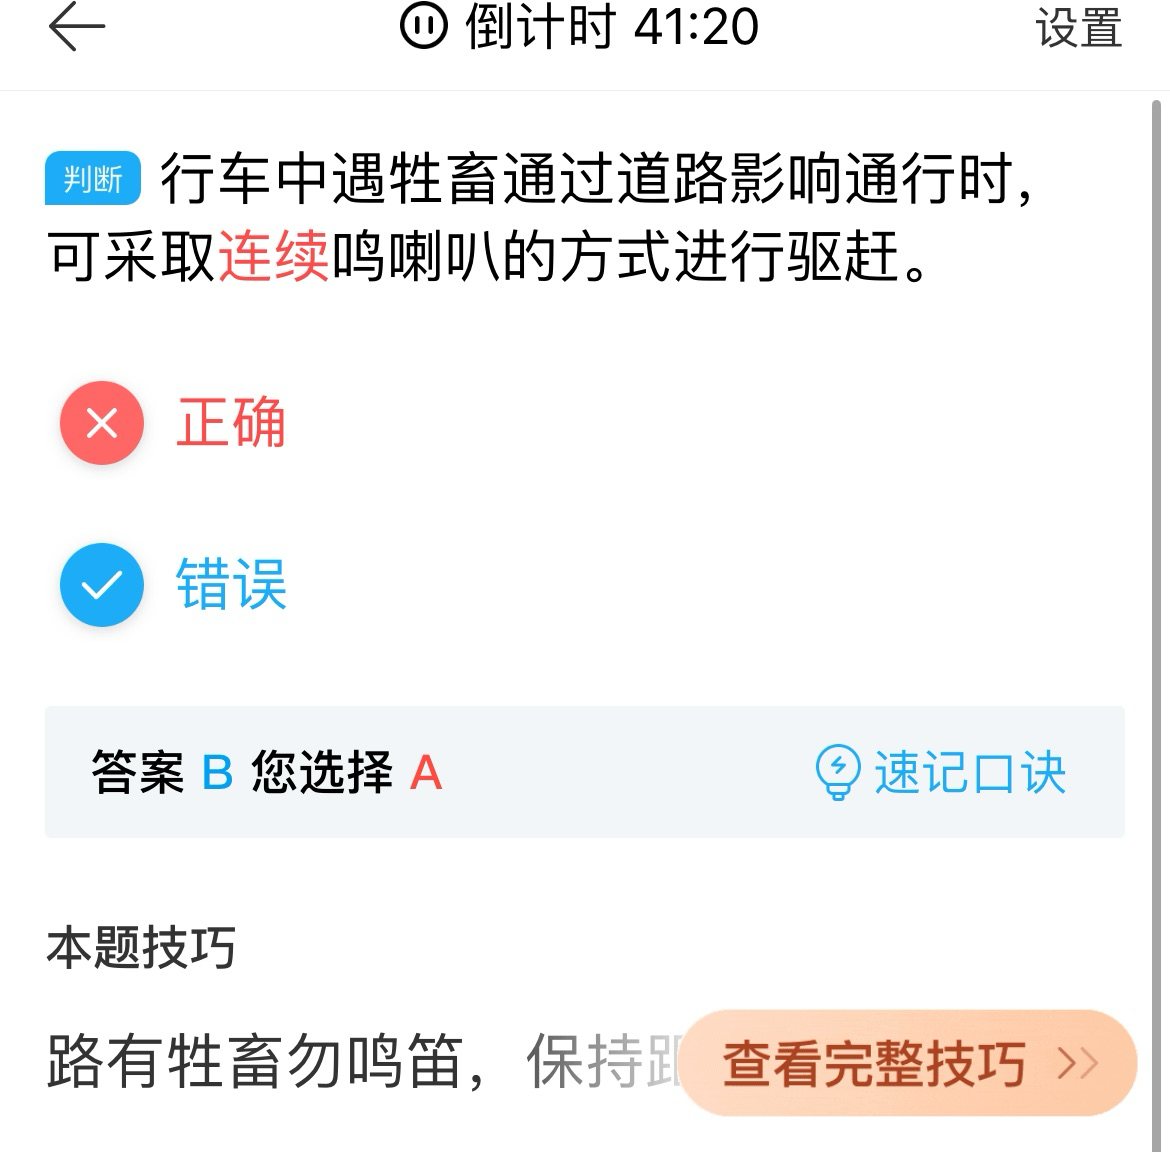 倒计时 41:20
设置
判断 行车中遇牲畜通过道路影响通行时，
可采取连续鸣喇叭的方式进行驱赶。
正确
错误
答案 B 您选择 A
速记口诀
本题技巧
路有牲畜勿鸣笛，保持
查看完整技巧